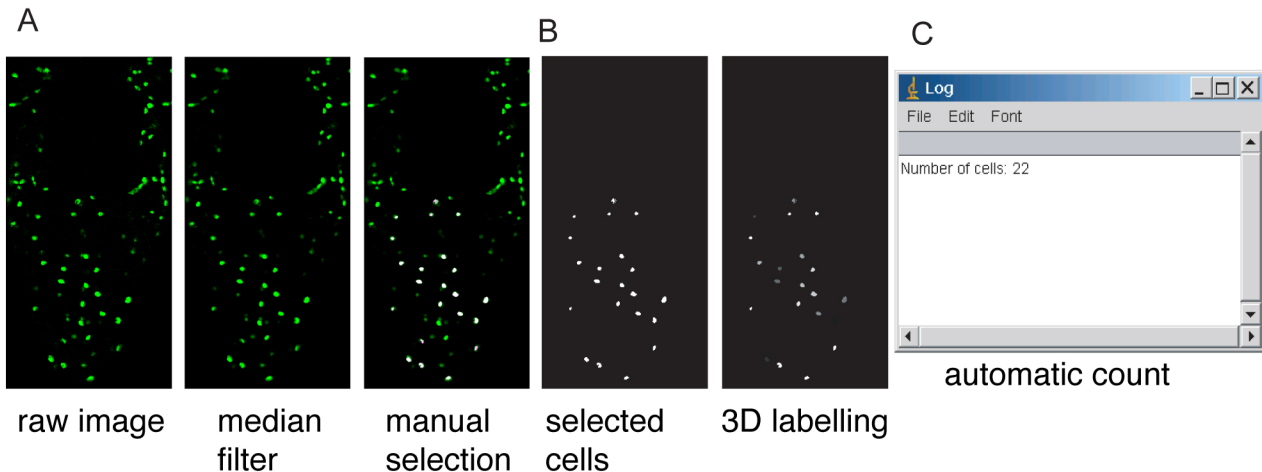 A
B
C
Log
File Edit Font
Number of cells: 22
automatic count
raw image
median
filter
manual
selection
selected
cells
3D labelling